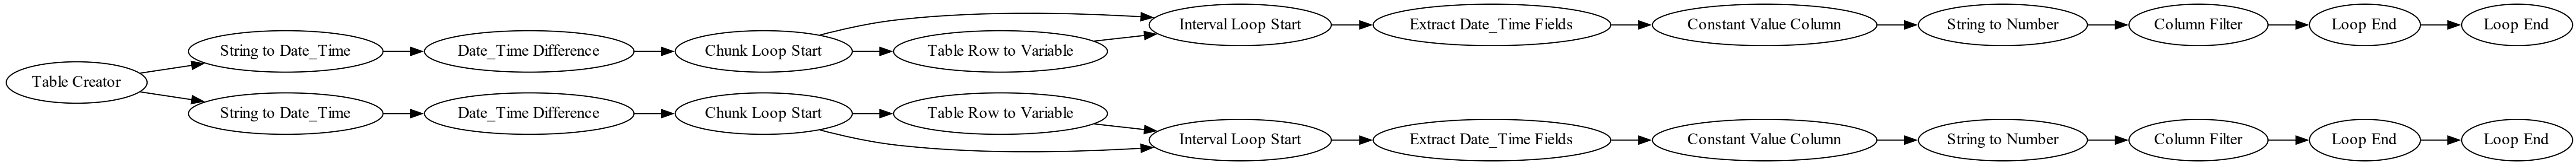 Table Creator
String to Date_Time
Date_Time Difference
Chunk Loop Start
Table Row to Variable
Interval Loop Start
Extract Date_Time Fields
Constant Value Column
String to Number
Column Filter
Loop End
Loop End
String to Date_Time
Date_Time Difference
Chunk Loop Start
Table Row to Variable
Interval Loop Start
Extract Date_Time Fields
Constant Value Column
String to Number
Column Filter
Loop End
Loop End